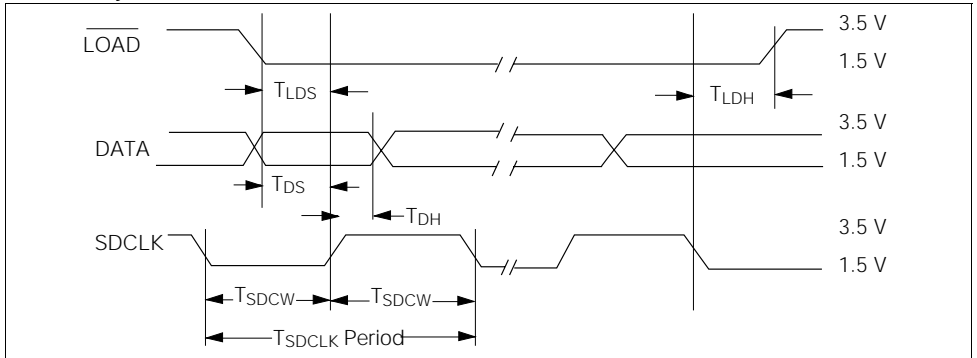 LOAD
3.5 V
1.5 V
TLDS
TLDH
DATA
3.5 V
1.5 V
TDS
TDH
SDCLK
3.5 V
1.5 V
TSDCW
TSDCW
TSDCLK Period